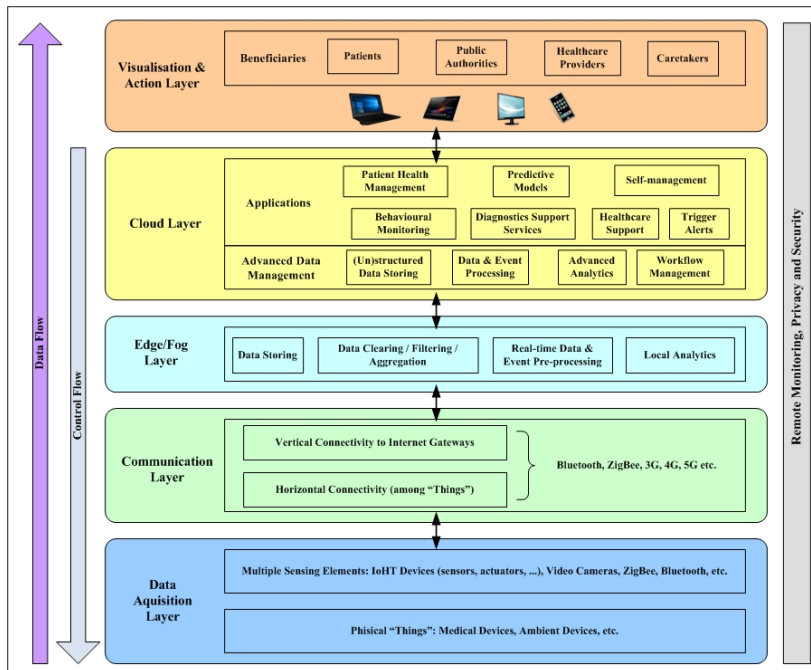 Visualisation &
Action Layer
Beneficiaries
Patients
Public
Authorities
Healthcare
Providers
Caretakers
Cloud Layer
Applications
Patient Health
Management
Predictive
Models
Self-management
Behavioural
Monitoring
Diagnostics Support
Services
Healthcare
Support
Trigger
Alerts
Advanced Data
Management
(Un)structured
Data Storing
Data & Event
Processing
Advanced
Analytics
Workflow
Management
Edge/Fog
Layer
Data Storing
Data Clearing / Filtering /
Aggregation
Real-time Data &
Event Pre-processing
Local Analytics
Communication
Layer
Vertical Connectivity to Internet Gateways
Horizontal Connectivity (among “Things”)
Bluetooth, ZigBee, 3G, 4G, 5G etc.
Data
Aquisition
Layer
Multiple Sensing Elements: IoHT Devices (sensors, actuators, ...), Video Cameras, ZigBee, Bluetooth, etc.
Phisical “Things”: Medical Devices, Ambient Devices, etc.
Data Flow
Control Flow
Remote Monitoring, Privacy and Security